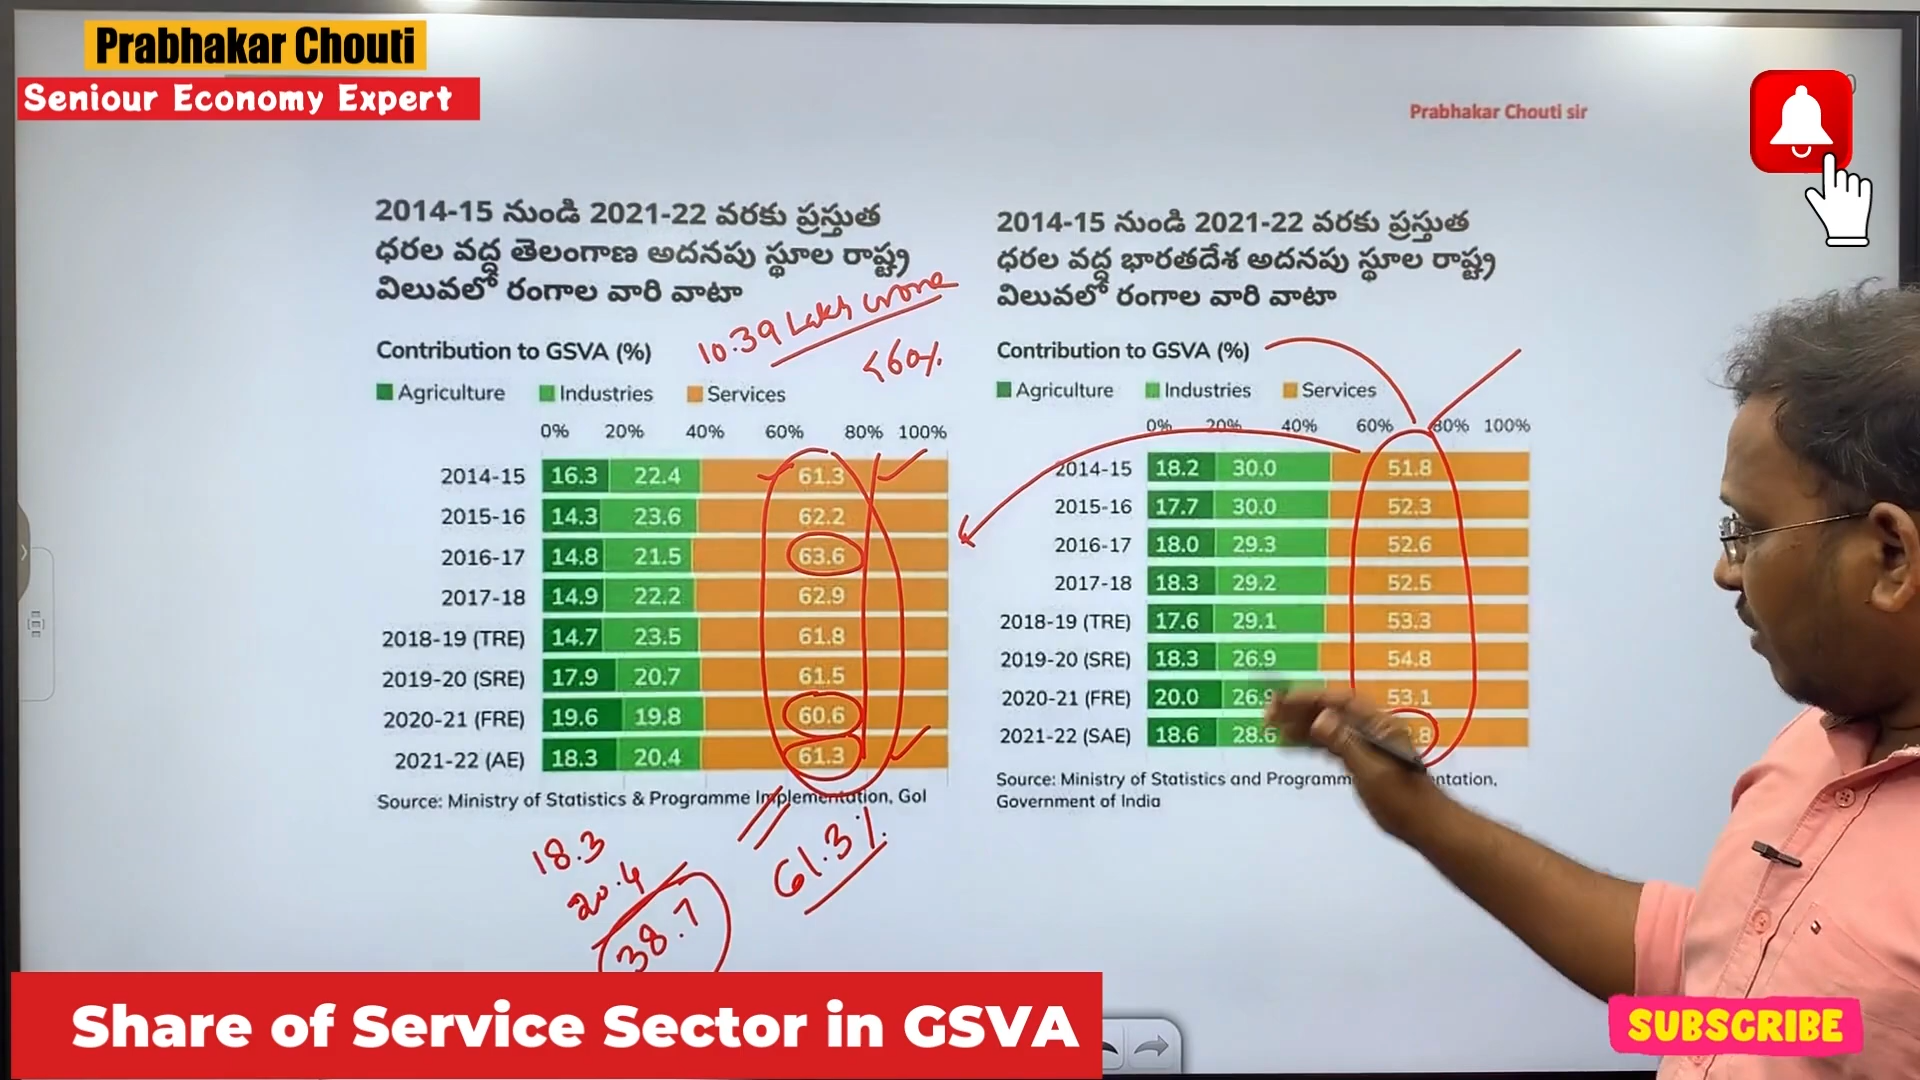 Prabhakar Chouti
Seniour Economy Expert
Prabhakar Chouti sir
2014-15 నుండి 2021-22 వరకు ప్రస్తుత
ధరల వద్ద తెలంగాణ అదనపు స్థూల రాష్ట్ర
విలువలో రంగాల వారి వాటా
10.39 Lakh crore
<60%
Contribution to GSVA (%)
Agriculture Industries Services
0% 20% 40% 60% 80% 100%
2014-15 16.3 22.4 61.3
2015-16 14.3 23.6 62.2
2016-17 14.8 21.5 63.6
2017-18 14.9 22.2 62.9
2018-19 (TRE) 14.7 23.5 61.8
2019-20 (SRE) 17.9 20.7 61.5
2020-21 (FRE) 19.6 19.8 60.6
2021-22 (AE) 18.3 20.4 61.3
Source: Ministry of Statistics & Programme Implementation, GoI
18.3
20.4
38.7
61.3%
2014-15 నుండి 2021-22 వరకు ప్రస్తుత
ధరల వద్ద భారతదేశ అదనపు స్థూల రాష్ట్ర
విలువలో రంగాల వారి వాటా
Contribution to GSVA (%)
Agriculture Industries Services
0% 20% 40% 60% 80% 100%
2014-15 18.2 30.0 51.8
2015-16 17.7 30.0 52.3
2016-17 18.0 29.3 52.6
2017-18 18.3 29.2 52.5
2018-19 (TRE) 17.6 29.1 53.3
2019-20 (SRE) 18.3 26.9 54.8
2020-21 (FRE) 20.0 26.9 53.1
2021-22 (SAE) 18.6 28.6 .8
Source: Ministry of Statistics and Programm ntation,
Government of India
Share of Service Sector in GSVA
SUBSCRIBE